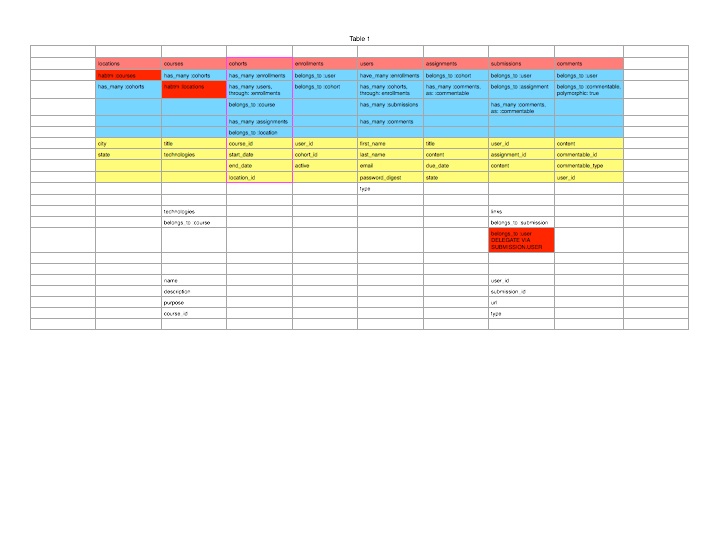 Table 1
locations courses cohorts enrollments users assignments submissions comments
habtm :courses has_many :cohorts has_many :enrollments belongs_to :user have_many :enrollments belongs_to :cohort belongs_to :user belongs_to :user
has_many :cohorts habtm :locations has_many :users, through: :enrollments belongs_to :cohort has_many :cohorts, through: :enrollments has_many :comments, as: :commentable belongs_to :assignment belongs_to :commentable, polymorphic: true
belongs_to :course has_many :submissions has_many :comments, as: :commentable
has_many :assignments has_many :comments
belongs_to :location
city title course_id user_id first_name title user_id content
state technologies start_date cohort_id last_name content assignment_id commentable_id
end_date active email due_date content commentable_type
location_id password_digest state user_id
type
technologies links
belongs_to :course belongs_to :submission
belongs_to :user
DELEGATE VIA
SUBMISSION.USER
name user_id
description submission_id
purpose url
course_id type